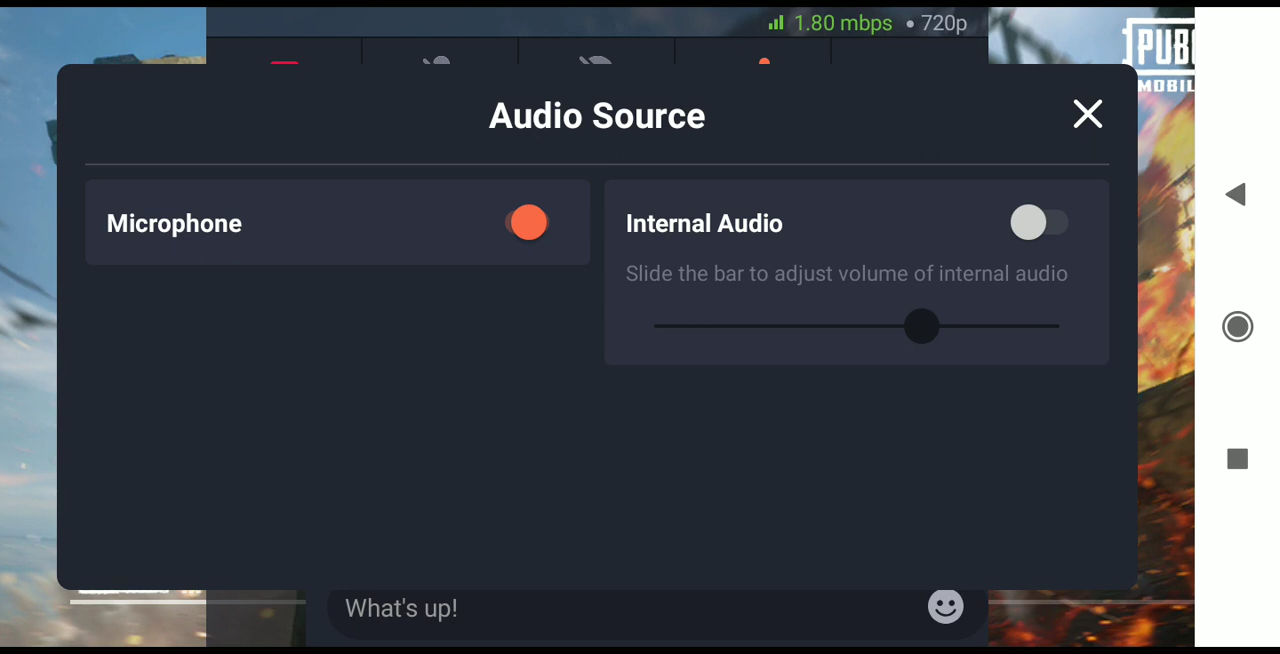 1.80 mbps • 720p
PUB
MOBIL
Audio Source
Microphone
Internal Audio
Slide the bar to adjust volume of internal audio
What's up!